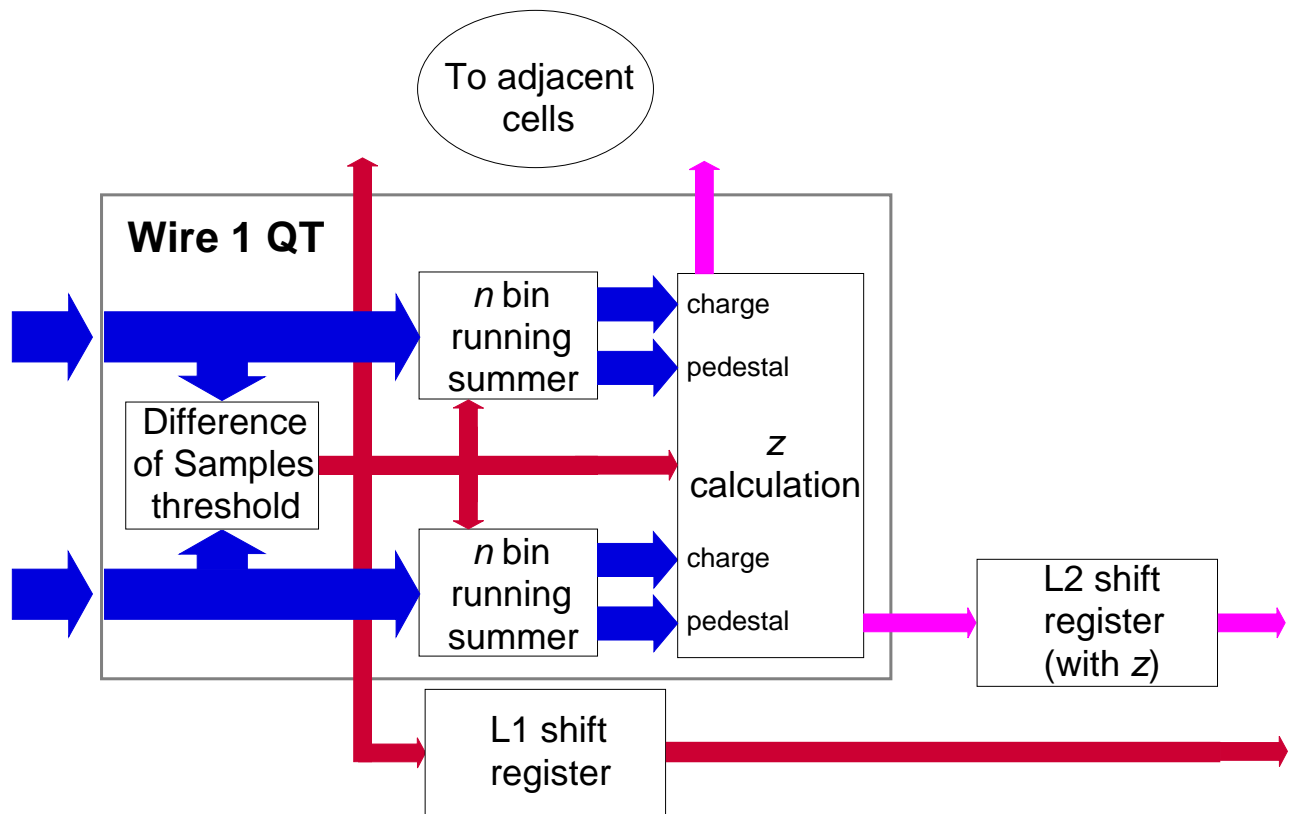 To adjacent
cells
Wire 1 QT
n bin
running
summer
charge
pedestal
Difference
of Samples
threshold
z
calculation
n bin
running
summer
charge
pedestal
L2 shift
register
(with z)
L1 shift
register